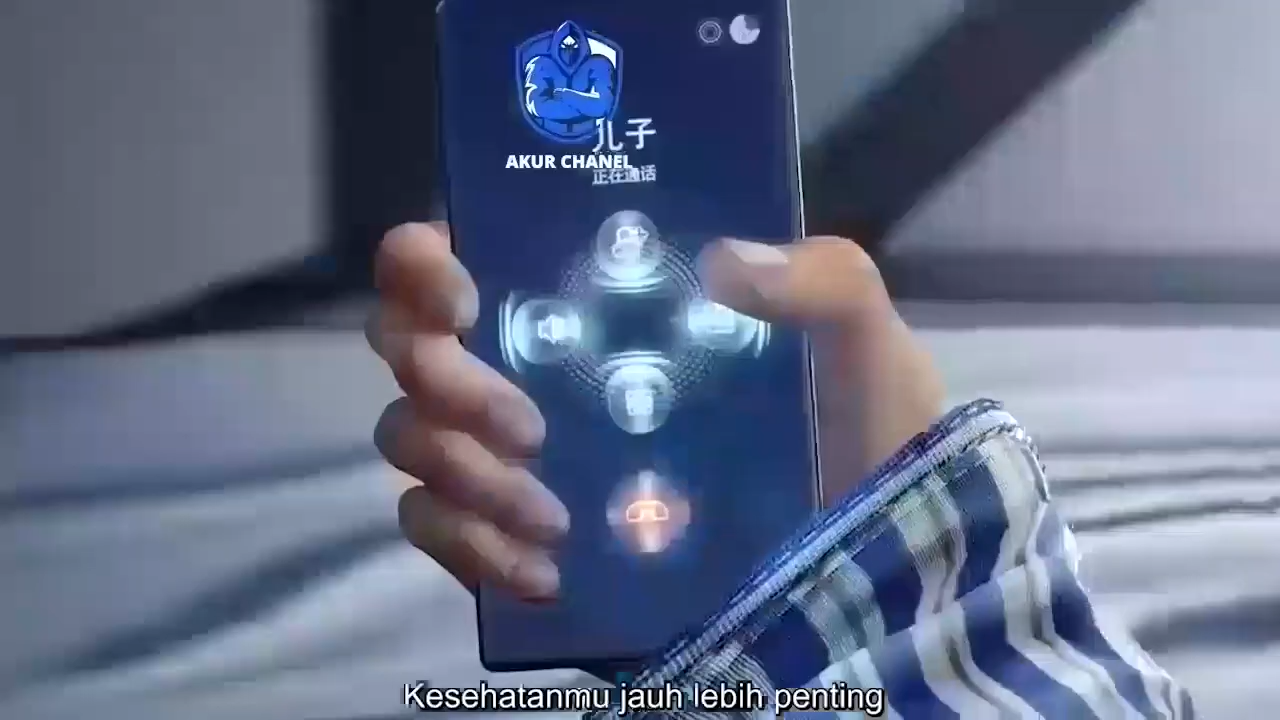 儿子
AKUR CHANEL
正在通话
Kesehatanmu jauh lebih penting